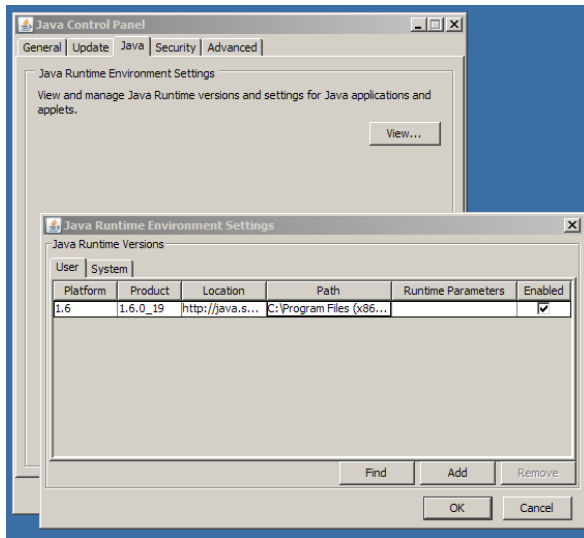 Java Control Panel
General Update Java Security Advanced
Java Runtime Environment Settings
View and manage Java Runtime versions and settings for Java applications and
applets.
View...
Java Runtime Environment Settings
Java Runtime Versions
User System
Platform Product Location Path Runtime Parameters Enabled
1.6 1.6.0_19 http://java.s... C:\Program Files (x86...
Find Add Remove
OK Cancel